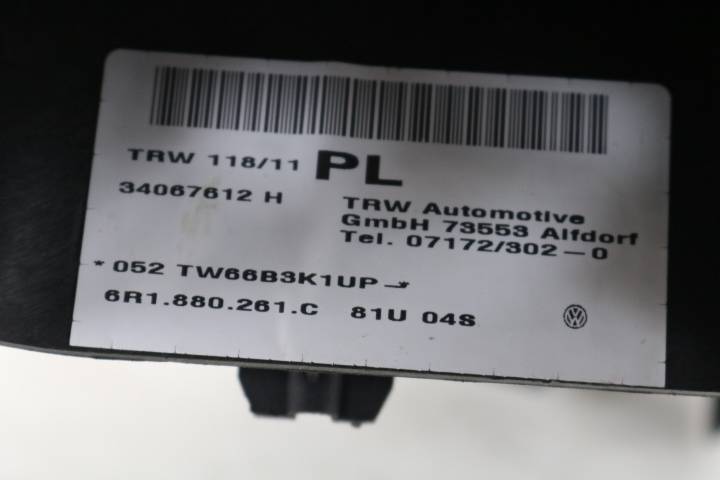 TRW 118/11 PL
34067612 H
TRW Automotive
GmbH 73553 Alfdorf
Tel. 07172/302-0
*052 TW66B3K1UP-*
6R1.880.261.C 81U 04S